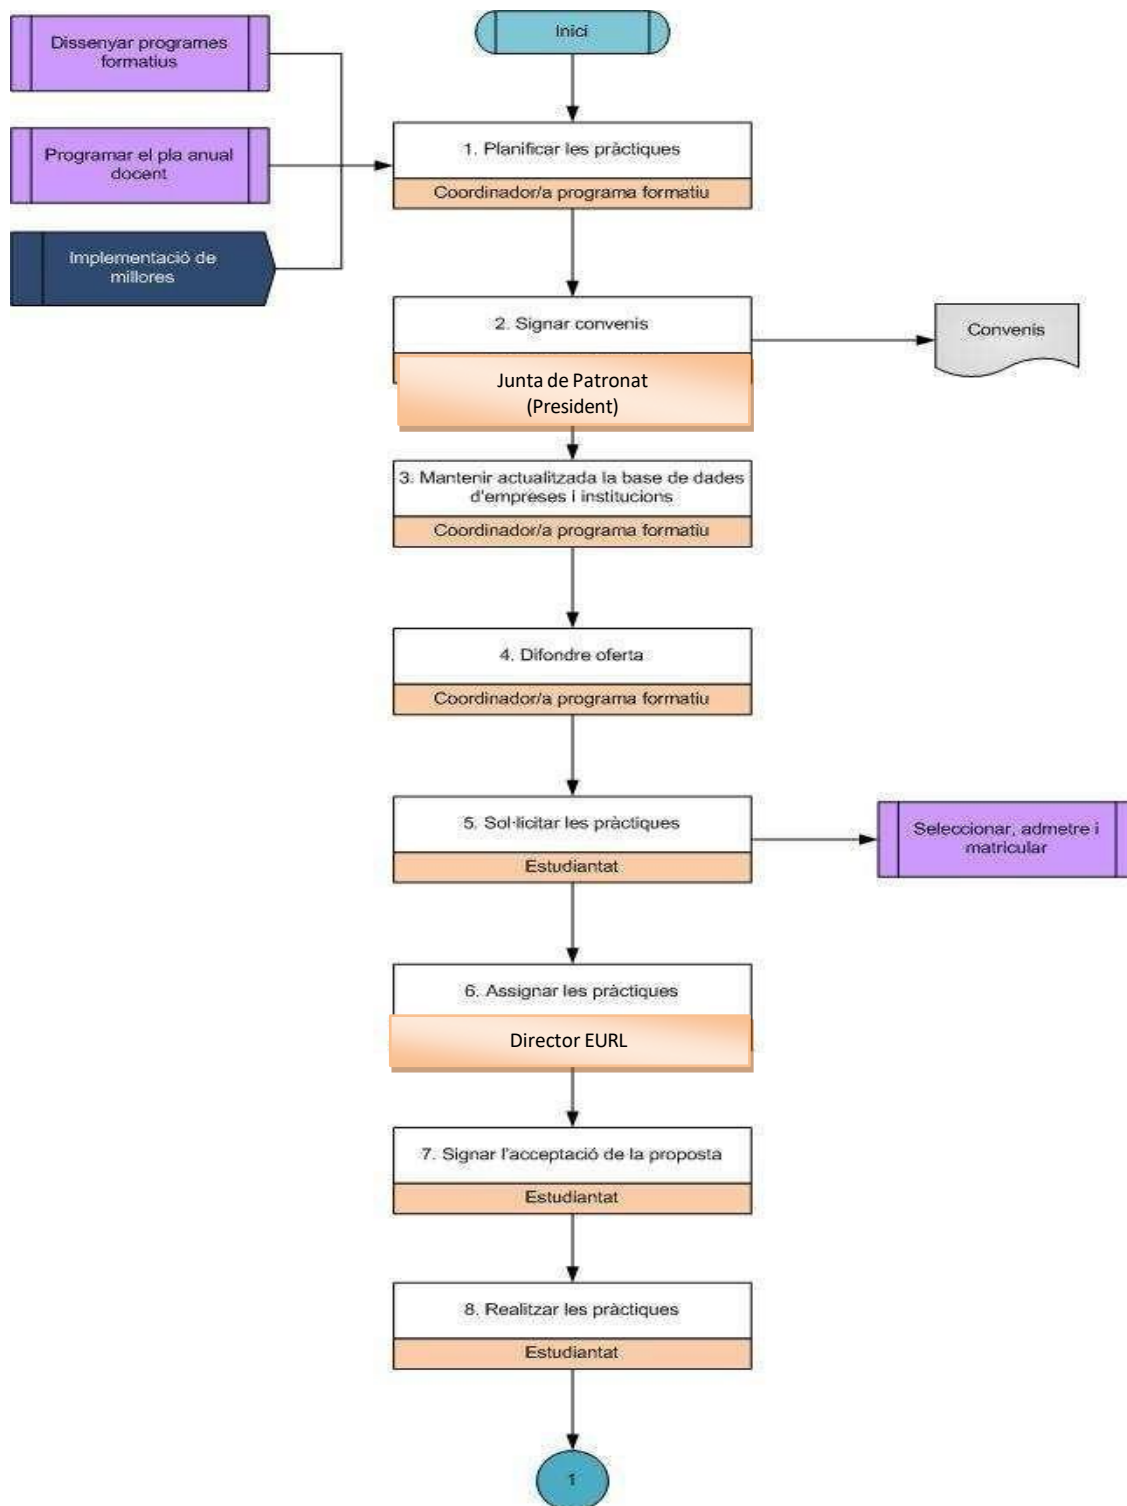 Inici
Dissenyar programes
formatius
Programar el pla anual
docent
Implementació de
millores
1. Planificar les pràctiques
Coordinador/a programa formatiu
2. Signar convenis
Convenis
Junta de Patronat
(President)
3. Mantenir actualitzada la base de dades
d'empreses i institucions
Coordinador/a programa formatiu
4. Difondre oferta
Coordinador/a programa formatiu
5. Sol·licitar les pràctiques
Estudiantat
Seleccionar, admetre i
matricular
6. Assignar les pràctiques
Director EURL
7. Signar l'acceptació de la proposta
Estudiantat
8. Realitzar les pràctiques
Estudiantat
1